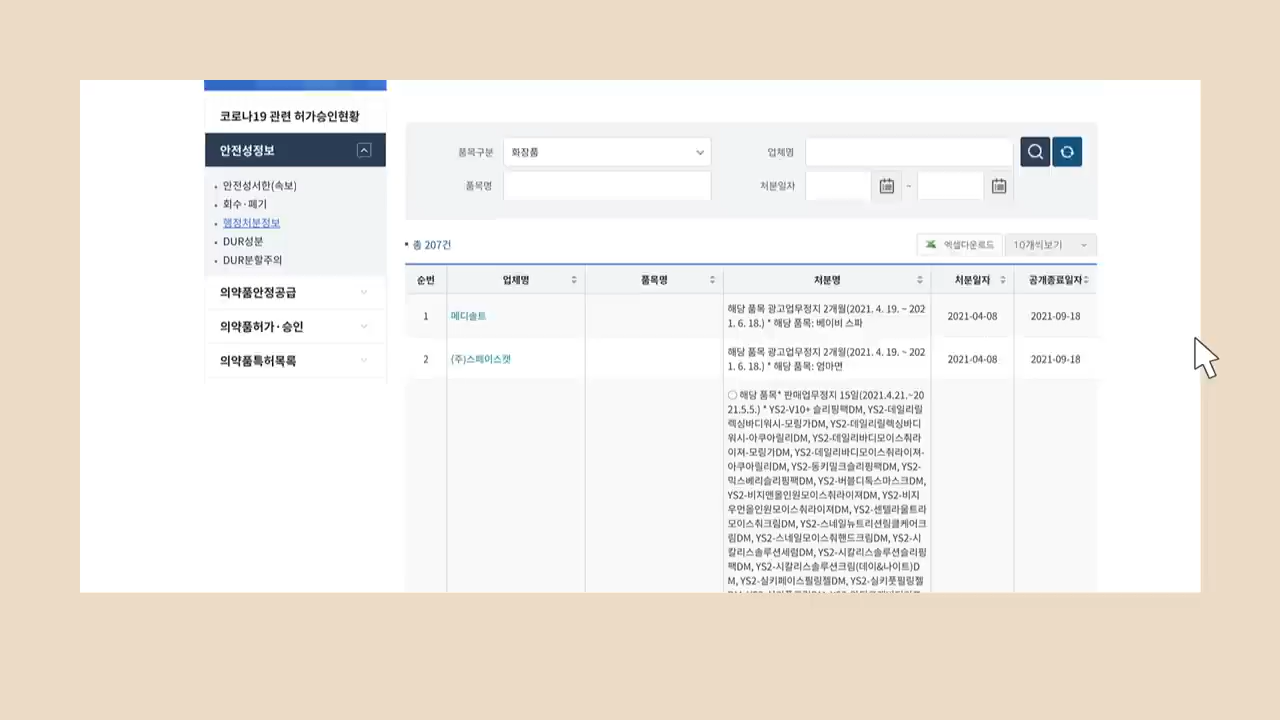 코로나19 관련 허가승인현황
안전성정보
안전성서한(속보)
회수·폐기
행정처분정보
DUR성분
DUR분할주의
의약품안정공급
의약품허가·승인
의약품특허목록
품목구분 화장품 업체명
품목명 처분일자 ~
총 207건 엑셀다운로드 10개씩보기
순번 업체명 품목명 처분명 처분일자 공개종료일자
1 메디솔트 해당 품목 광고업무정지 2개월(2021. 4. 19. ~ 202
1. 6. 18.) * 해당 품목: 베이비 스파 2021-04-08 2021-09-18
2 (주)스페이스캣 해당 품목 광고업무정지 2개월(2021. 4. 19. ~ 202
1. 6. 18.) * 해당 품목: 엄마면 2021-04-08 2021-09-18
○ 해당 품목* 판매업무정지 15일(2021.4.21.~20
21.5.5.) * YS2-V10+ 슬리핑팩DM, YS2-데일리릴
렉싱바디워시-모링가DM, YS2-데일리릴렉싱바디
워시-아쿠아릴리DM, YS2-데일리바디모이스춰라
이져-모링가DM, YS2-데일리바디모이스춰라이져-
아쿠아릴리DM, YS2-동키밀크슬리핑팩DM, YS2-
믹스베리슬리핑팩DM, YS2-버블디톡스마스크DM,
YS2-비지맨올인원모이스춰라이져DM, YS2-비지
우먼올인원모이스춰라이져DM, YS2-센텔라울트라
모이스춰크림DM, YS2-스네일뉴트리션링클케어크
림DM, YS2-스네일모이스춰핸드크림DM, YS2-시
칼리스솔루션세럼DM, YS2-시칼리스솔루션슬리핑
팩DM, YS2-시칼리스솔루션크림(데이&나이트)D
M, YS2-실키페이스필링젤DM, YS2-실키풋필링젤